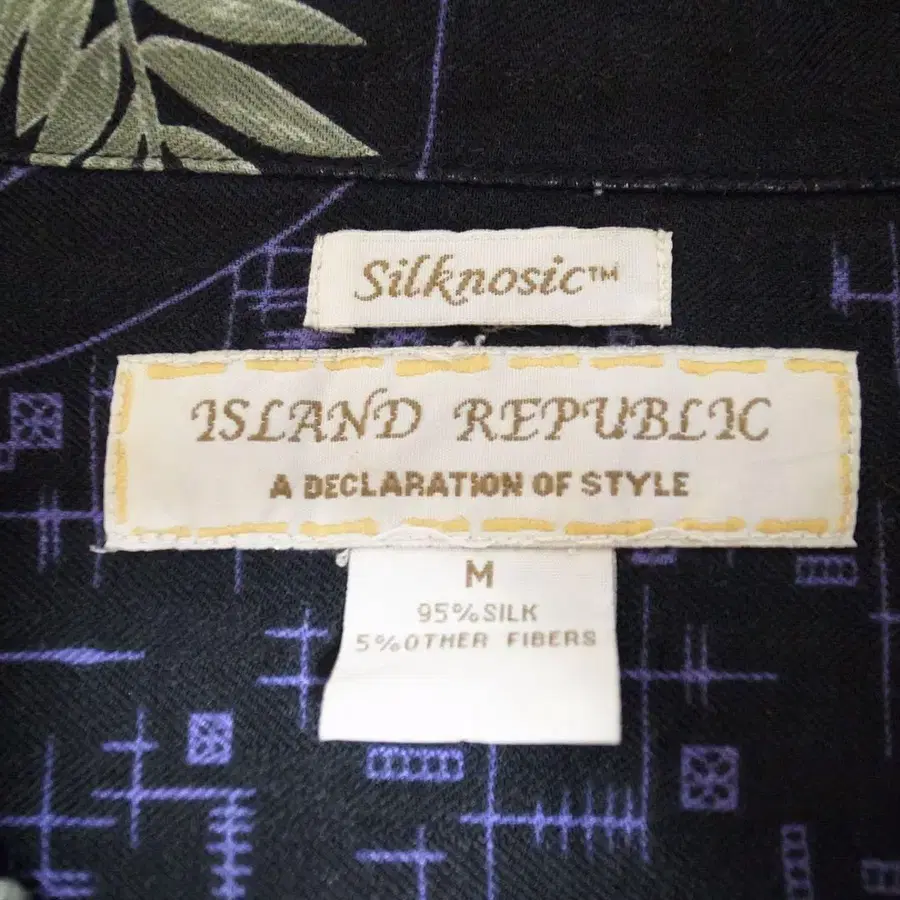 Silknosic™
ISLAND REPUBLIC
A DECLARATION OF STYLE
M
95%SILK
5%OTHER FIBERS